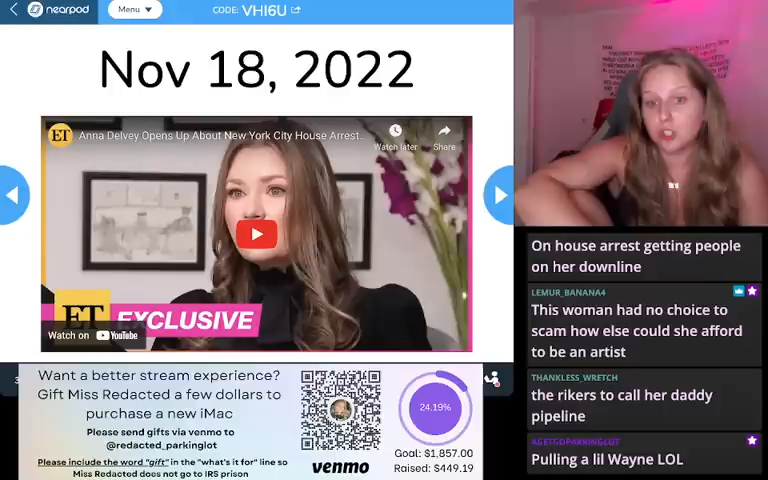 nearpod
Menu
CODE: VHI6U
Nov 18, 2022
ET
Anna Delvey Opens Up About New York City House Arrest...
Watch later
Share
ET EXCLUSIVE
Watch on YouTube
Want a better stream experience?
Gift Miss Redacted a few dollars to
purchase a new iMac
Please send gifts via venmo to
@redacted_parkinglot
Please include the word "gift" in the "what's it for" line so
Miss Redacted does not go to IRS prison
venmo
24.19%
Goal: $1,857.00
Raised: $449.19
On house arrest getting people
on her downline
LEMUR_BANANA4
This woman had no choice to
scam how else could she afford
to be an artist
THANKLESS_WRETCH
the rikers to call her daddy
pipeline
AGETGOPARKINGLOT
Pulling a lil Wayne LOL